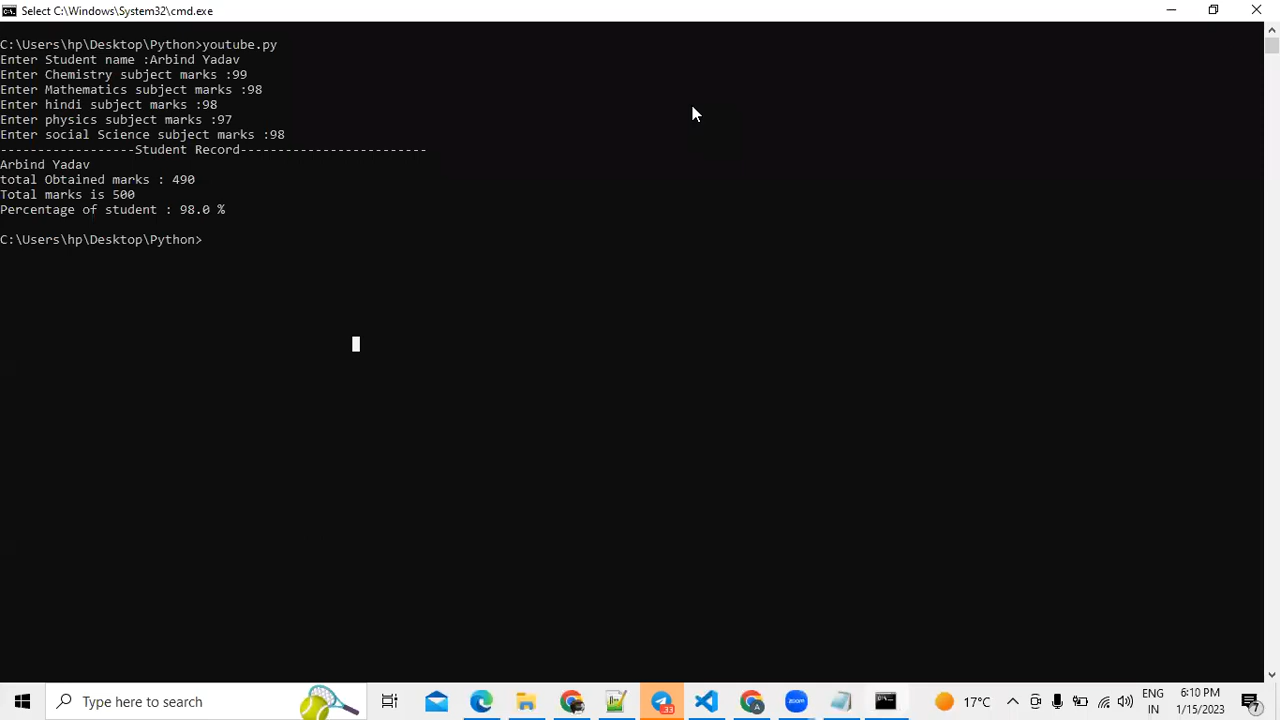 Select C:\Windows\System32\cmd.exe
C:\Users\hp\Desktop\Python>youtube.py
Enter Student name :Arbind Yadav
Enter Chemistry subject marks :99
Enter Mathematics subject marks :98
Enter hindi subject marks :98
Enter physics subject marks :97
Enter social Science subject marks :98
------------------Student Record-------------------------
Arbind Yadav
total Obtained marks : 490
Total marks is 500
Percentage of student : 98.0 %
C:\Users\hp\Desktop\Python>
Type here to search
33
zoom
A
17°C
ENG
IN
6:10 PM
1/15/2023
7